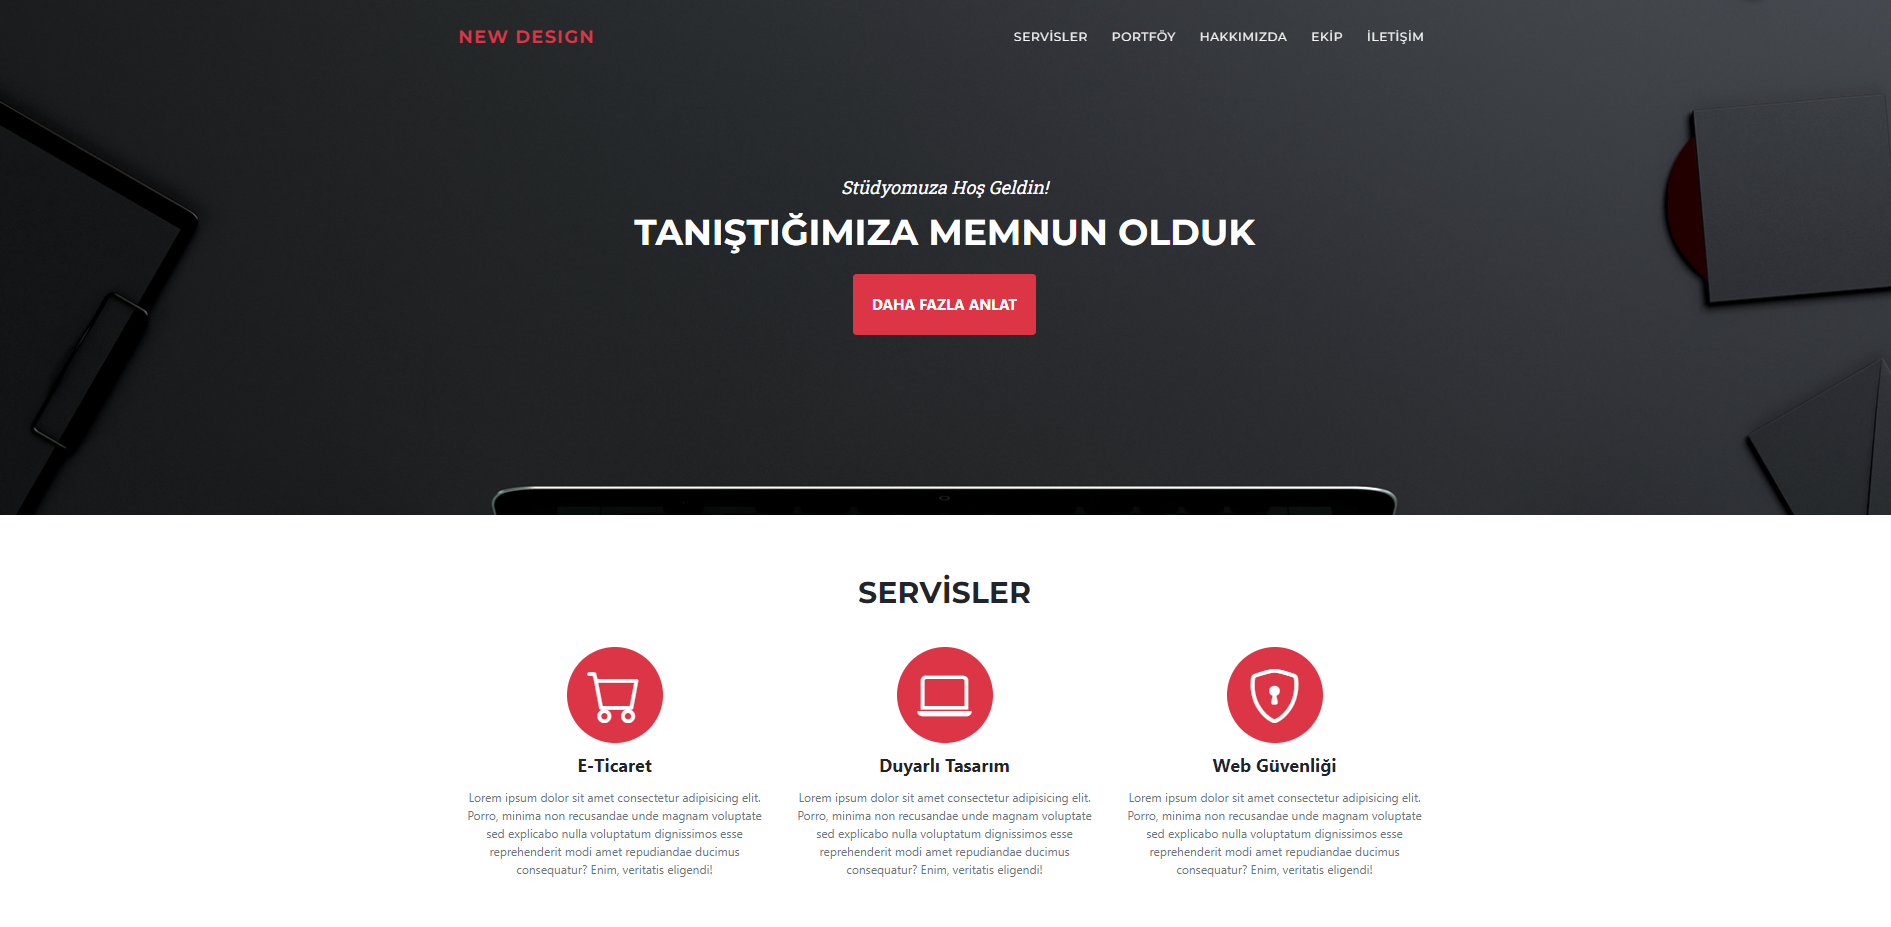 NEW DESIGN
SERVİSLER PORTFÖY HAKKIMIZDA EKİP İLETİŞİM
Stüdyomuza Hoş Geldin!
TANIŞTIĞIMIZA MEMNUN OLDUK
DAHA FAZLA ANLAT
SERVİSLER
E-Ticaret
Lorem ipsum dolor sit amet consectetur adipisicing elit.
Porro, minima non recusandae unde magnam voluptate
sed explicabo nulla voluptatum dignissimos esse
reprehenderit modi amet repudiandae ducimus
consequatur? Enim, veritatis eligendi!
Duyarlı Tasarım
Lorem ipsum dolor sit amet consectetur adipisicing elit.
Porro, minima non recusandae unde magnam voluptate
sed explicabo nulla voluptatum dignissimos esse
reprehenderit modi amet repudiandae ducimus
consequatur? Enim, veritatis eligendi!
Web Güvenliği
Lorem ipsum dolor sit amet consectetur adipisicing elit.
Porro, minima non recusandae unde magnam voluptate
sed explicabo nulla voluptatum dignissimos esse
reprehenderit modi amet repudiandae ducimus
consequatur? Enim, veritatis eligendi!